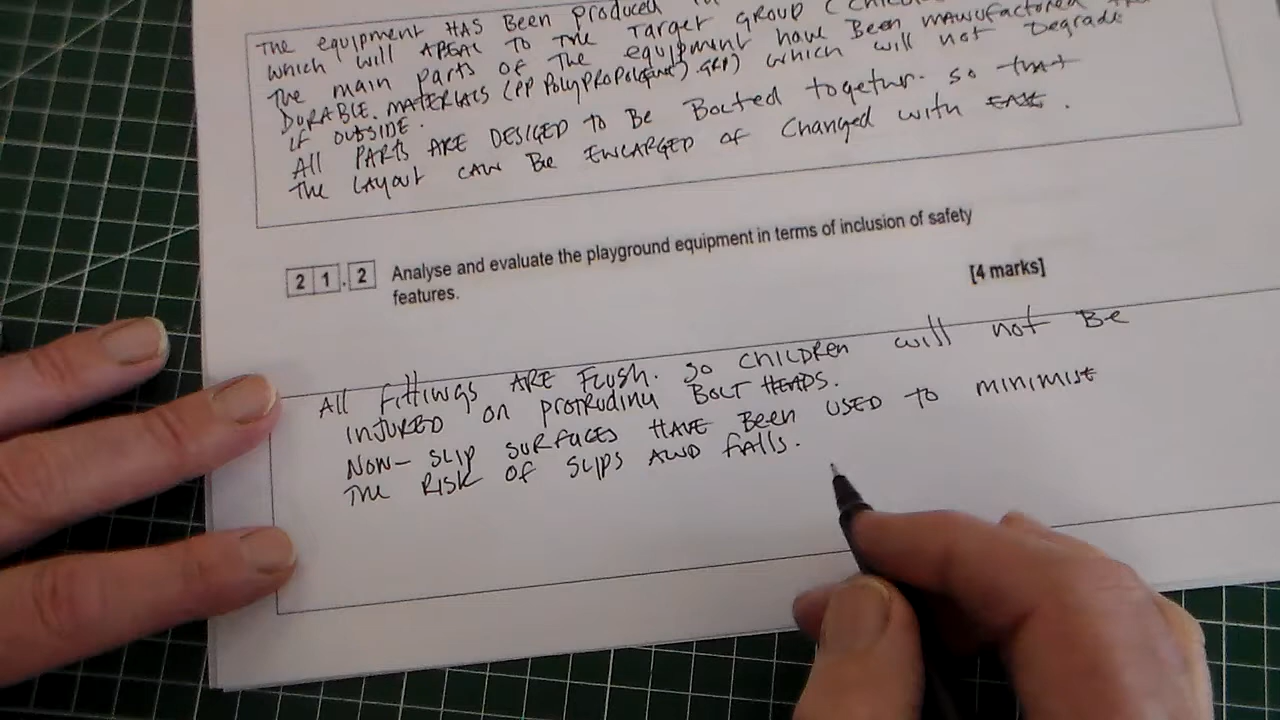 The equipment HAS Been produced
which will APEAL TO THE TARGET GROUP
The main parts of The equipment have Been manufactored
DURABLE. MATERIALS (PP GRP) which will not Degrade
if outside.
All PARTS ARE DESIGED TO BE Bolted together. so that
The LAYOUT CAN BE ENLARGED of Changed with EASE.
2 1 . 2 Analyse and evaluate the playground equipment in terms of inclusion of safety
features.
[4 marks]
All fittings ARE Flush. so CHILDREN will not Be
INJURED on protruding BOLT HEADS.
NON-SLIP SURFACES HAVE BEEN USED TO MINIMISE
The RISK OF SLIPS AND FALLS.